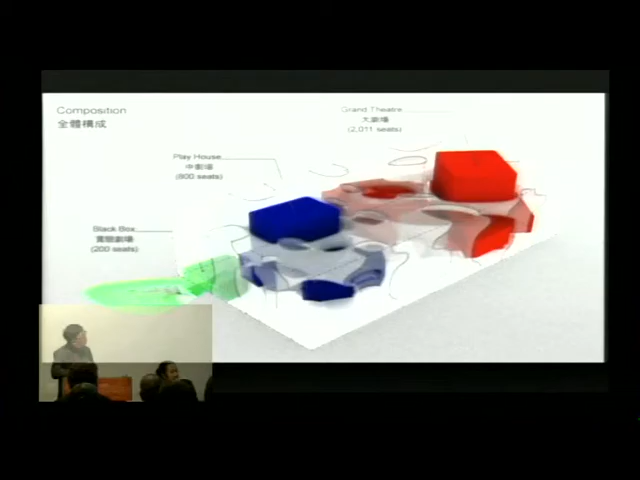 Composition
全體構成
Grand Theatre
大劇場
(2,011 seats)
Play House
中劇場
(800 seats)
Black Box
實驗劇場
(200 seats)